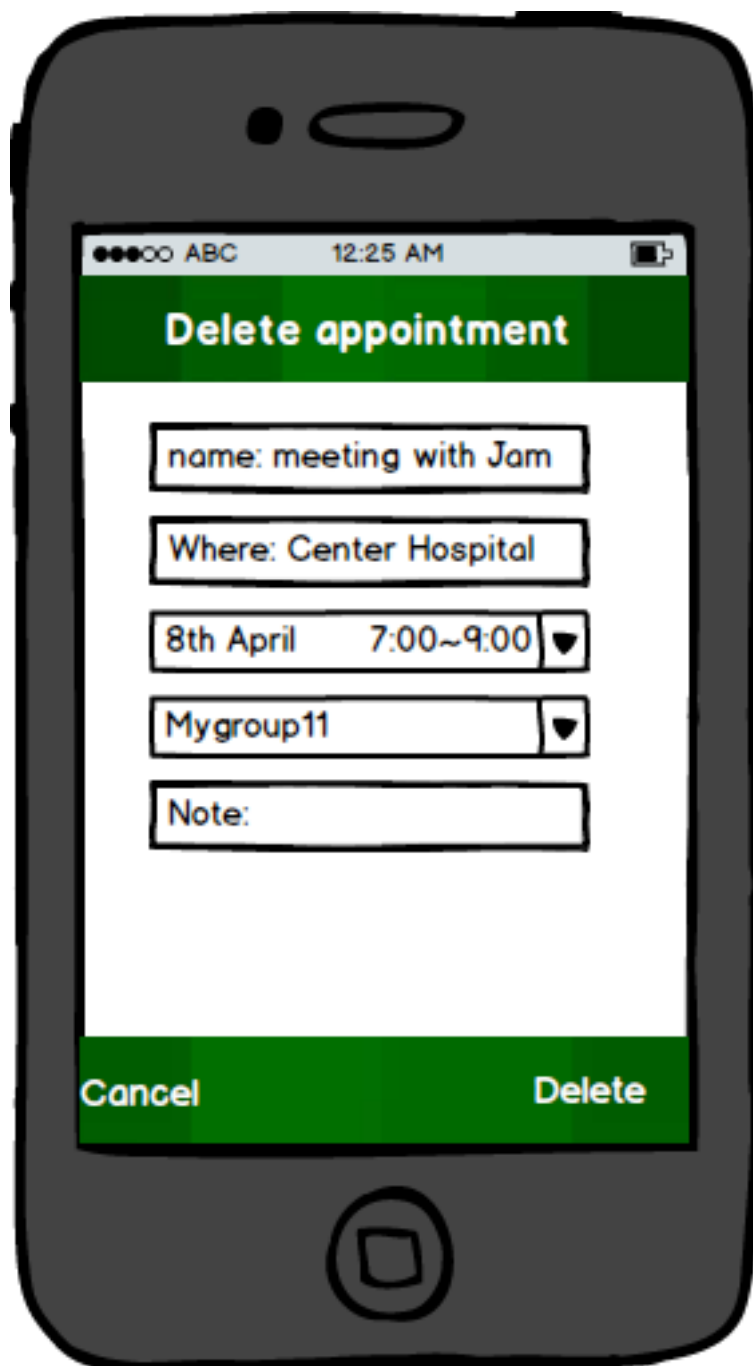 ABC 12:25 AM
Delete appointment
name: meeting with Jam
Where: Center Hospital
8th April 7:00~9:00
Mygroup11
Note:
Cancel Delete